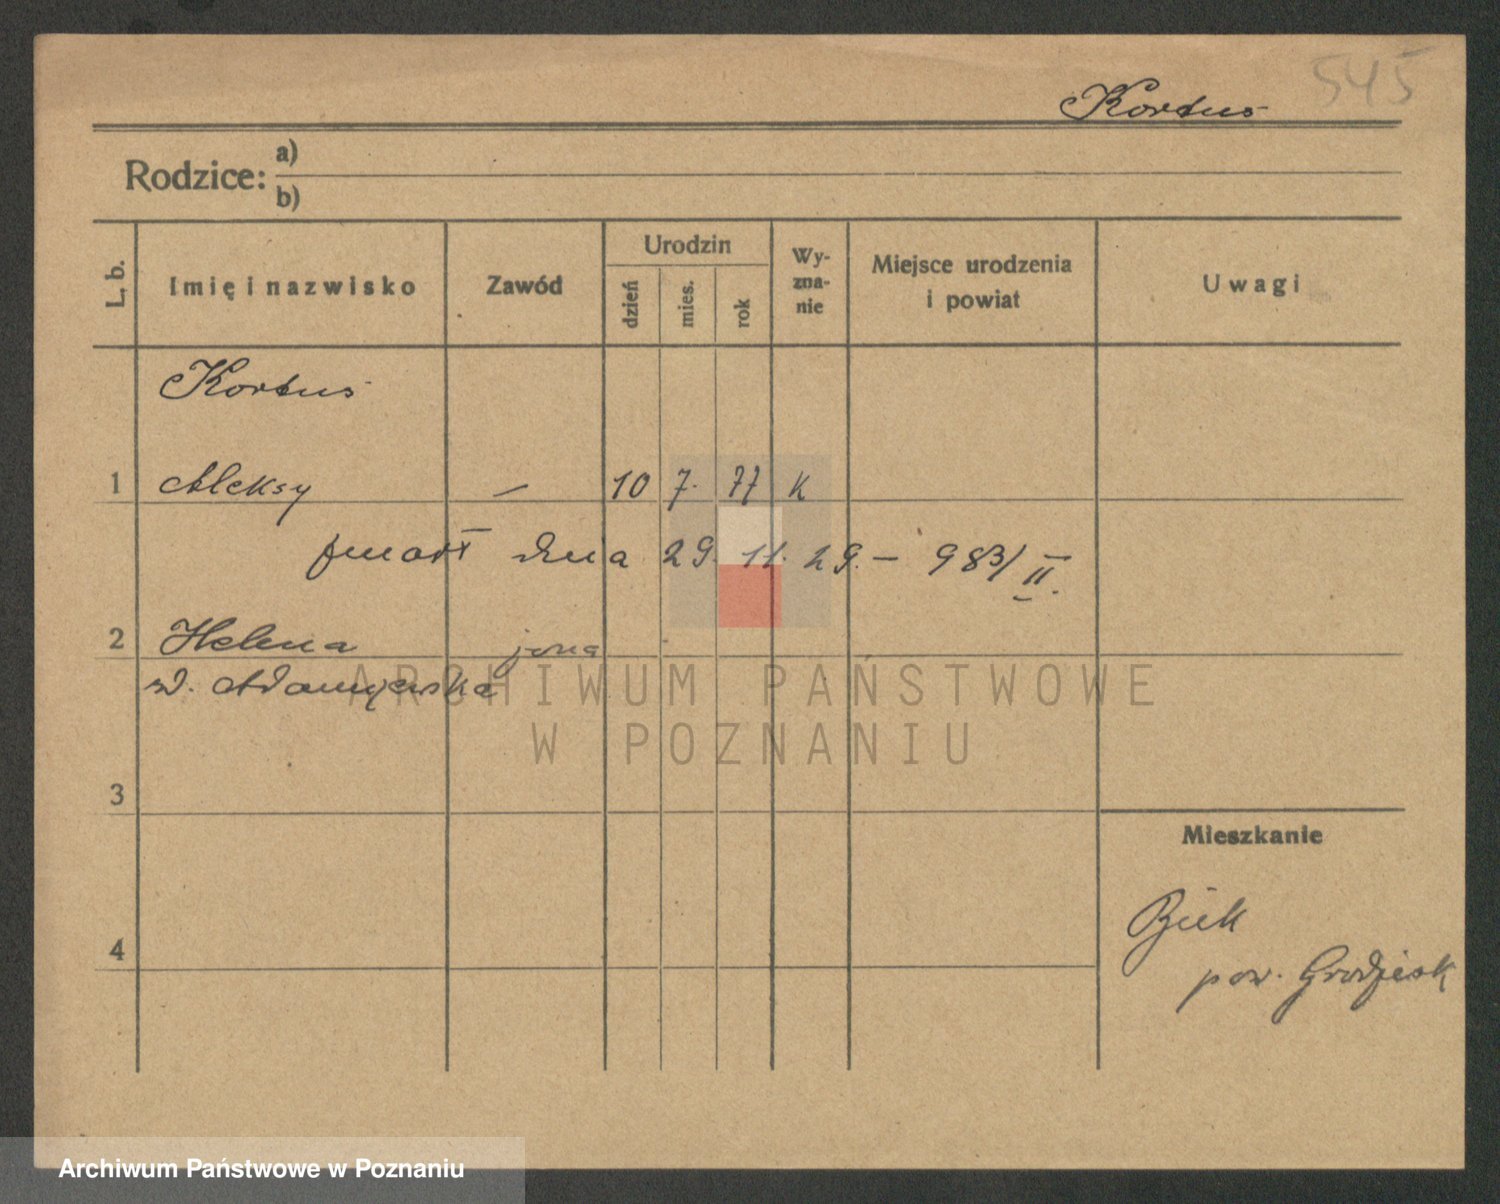 545
Kortus
Rodzice:
a)
b)
L. b.
Imię i nazwisko
Zawód
Urodzin
dzień
mies.
rok
Wy-
zna-
nie
Miejsce urodzenia
i powiat
Uwagi
Kortus
1 Aleksy — 10 7. 77 K
zmarł dnia 29. 11. 29. — 983/II.
2 Helena żona
z d. Adamczewska
3
Mieszkanie
4
Buk
pow. Grodzisk
ARCHIWUM PAŃSTWOWE
W POZNANIU
Archiwum Państwowe w Poznaniu